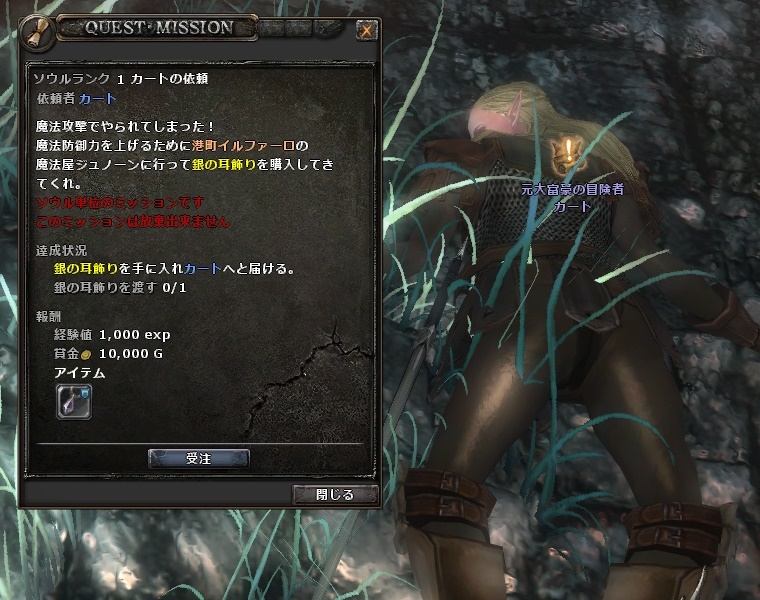 QUEST・MISSION
ソウルランク 1 カートの依頼
依頼者 カート
魔法攻撃でやられてしまった！
魔法防御力を上げるために港町イルファーロの
魔法屋ジュノーンに行って銀の耳飾りを購入してき
てくれ。
ソウル単位のミッションです
このミッションは放棄出来ません
達成状況
銀の耳飾りを手に入れカートへと届ける。
銀の耳飾りを渡す 0/1
報酬
経験値 1,000 exp
賞金 10,000 G
アイテム
受注
閉じる
元大富豪の冒険者
カート